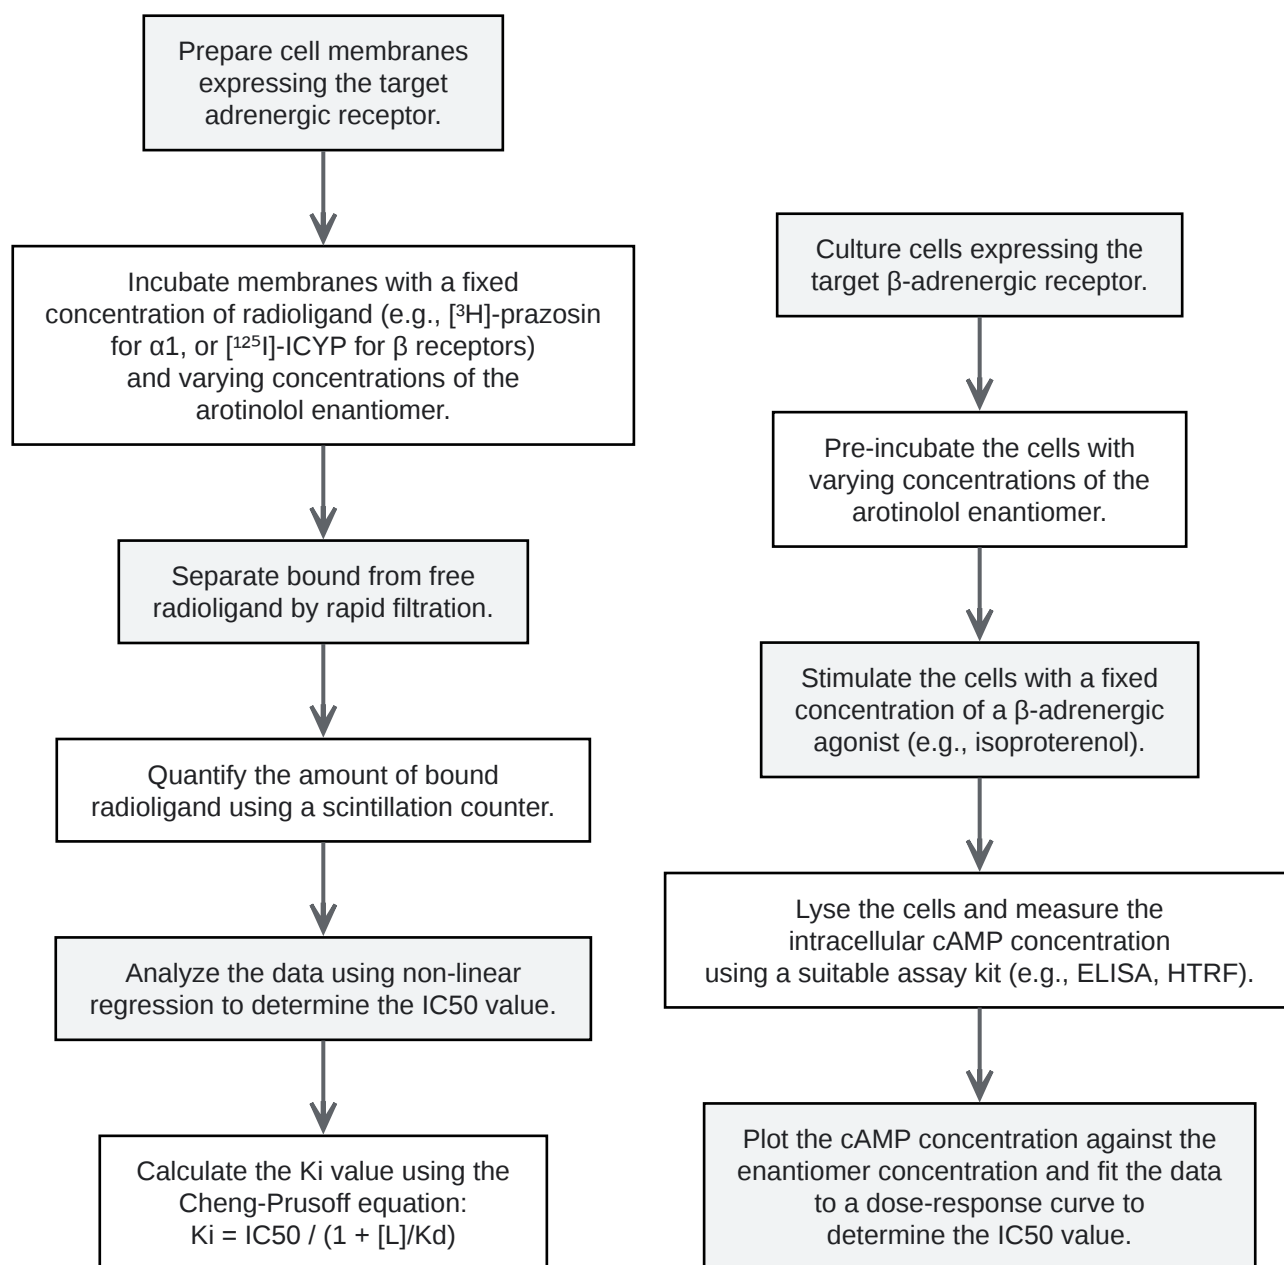 Prepare cell membranes
expressing the target
adrenergic receptor.
Incubate membranes with a fixed
concentration of radioligand (e.g., [³H]-prazosin
for α1, or [¹²⁵I]-ICYP for β receptors)
and varying concentrations of the
arotinolol enantiomer.
Separate bound from free
radioligand by rapid filtration.
Quantify the amount of bound
radioligand using a scintillation counter.
Analyze the data using non-linear
regression to determine the IC50 value.
Calculate the Ki value using the
Cheng-Prusoff equation:
Ki = IC50 / (1 + [L]/Kd)
Culture cells expressing the
target β-adrenergic receptor.
Pre-incubate the cells with
varying concentrations of the
arotinolol enantiomer.
Stimulate the cells with a fixed
concentration of a β-adrenergic
agonist (e.g., isoproterenol).
Lyse the cells and measure the
intracellular cAMP concentration
using a suitable assay kit (e.g., ELISA, HTRF).
Plot the cAMP concentration against the
enantiomer concentration and fit the data
to a dose-response curve to
determine the IC50 value.